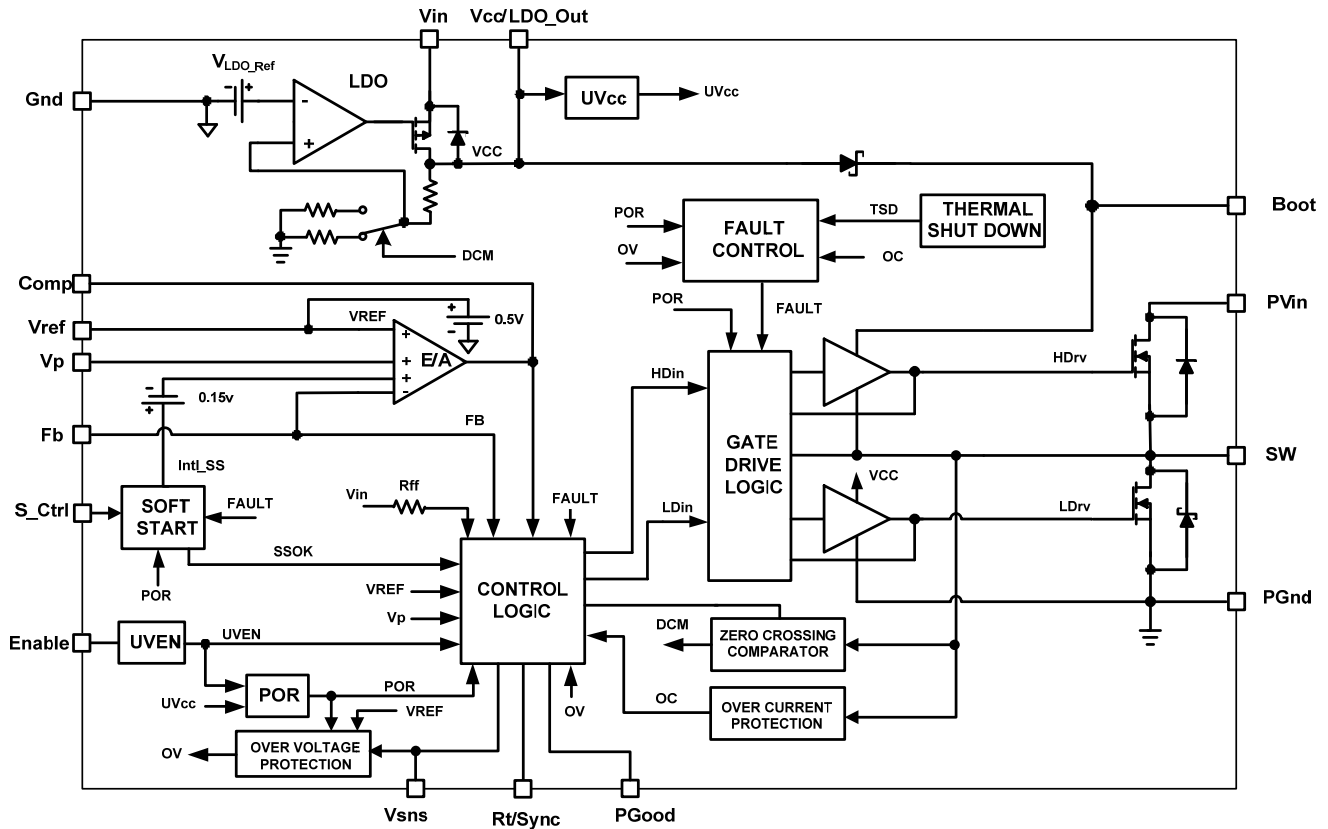 Vin
Vcc/LDO_Out
VLDO_Ref
- +
LDO
Gnd
-
+
UVcc
UVcc
VCC
Boot
POR
OV
FAULT CONTROL
TSD
THERMAL SHUT DOWN
OC
DCM
Comp
Vref
VREF
+
-
0.5V
POR
FAULT
PVin
Vp
+
+
+
-
E/A
HDrv
-
+
0.15v
HDin
Fb
FB
GATE DRIVE LOGIC
SW
Intl_SS
Vin
Rff
VCC
S_Ctrl
SOFT START
FAULT
FAULT
LDin
LDrv
SSOK
CONTROL LOGIC
POR
VREF
Vp
PGnd
Enable
UVEN
UVEN
DCM
ZERO CROSSING COMPARATOR
POR
POR
UVcc
VREF
OV
OC
OVER CURRENT PROTECTION
OV
OVER VOLTAGE PROTECTION
Vsns
Rt/Sync
PGood